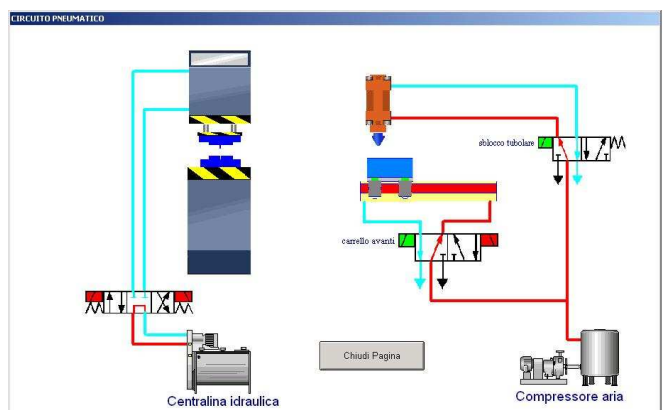 CIRCUITO PNEUMATICO
sblocco tubolare
carrello avanti
Chiudi Pagina
Centralina idraulica
Compressore aria